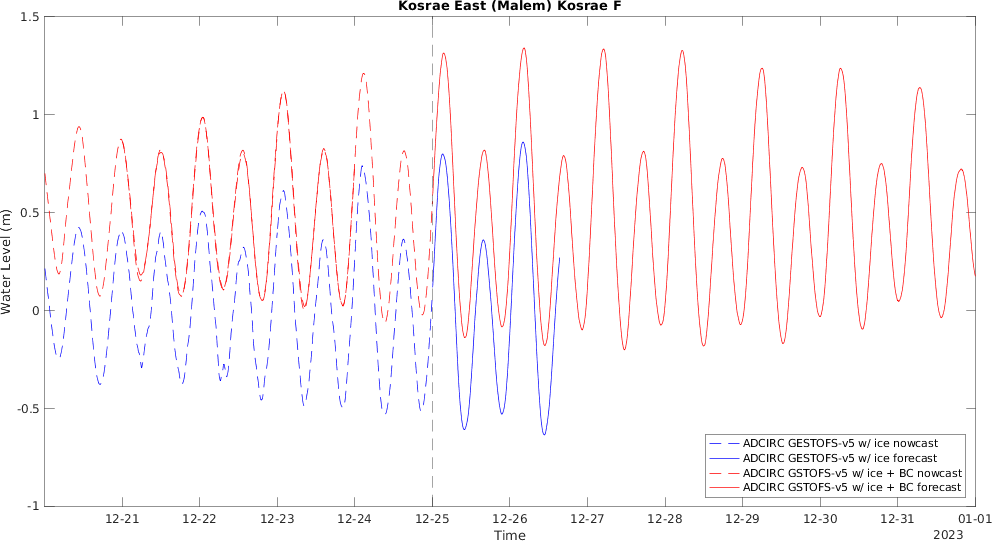 Kosrae East (Malem) Kosrae F
Water Level (m)
1.5
1
0.5
0
-0.5
-1
ADCIRC GESTOFS-v5 w/ ice nowcast
ADCIRC GESTOFS-v5 w/ ice forecast
ADCIRC GSTOFS-v5 w/ ice + BC nowcast
ADCIRC GSTOFS-v5 w/ ice + BC forecast
12-21 12-22 12-23 12-24 12-25 12-26 12-27 12-28 12-29 12-30 12-31 01-01
Time
2023